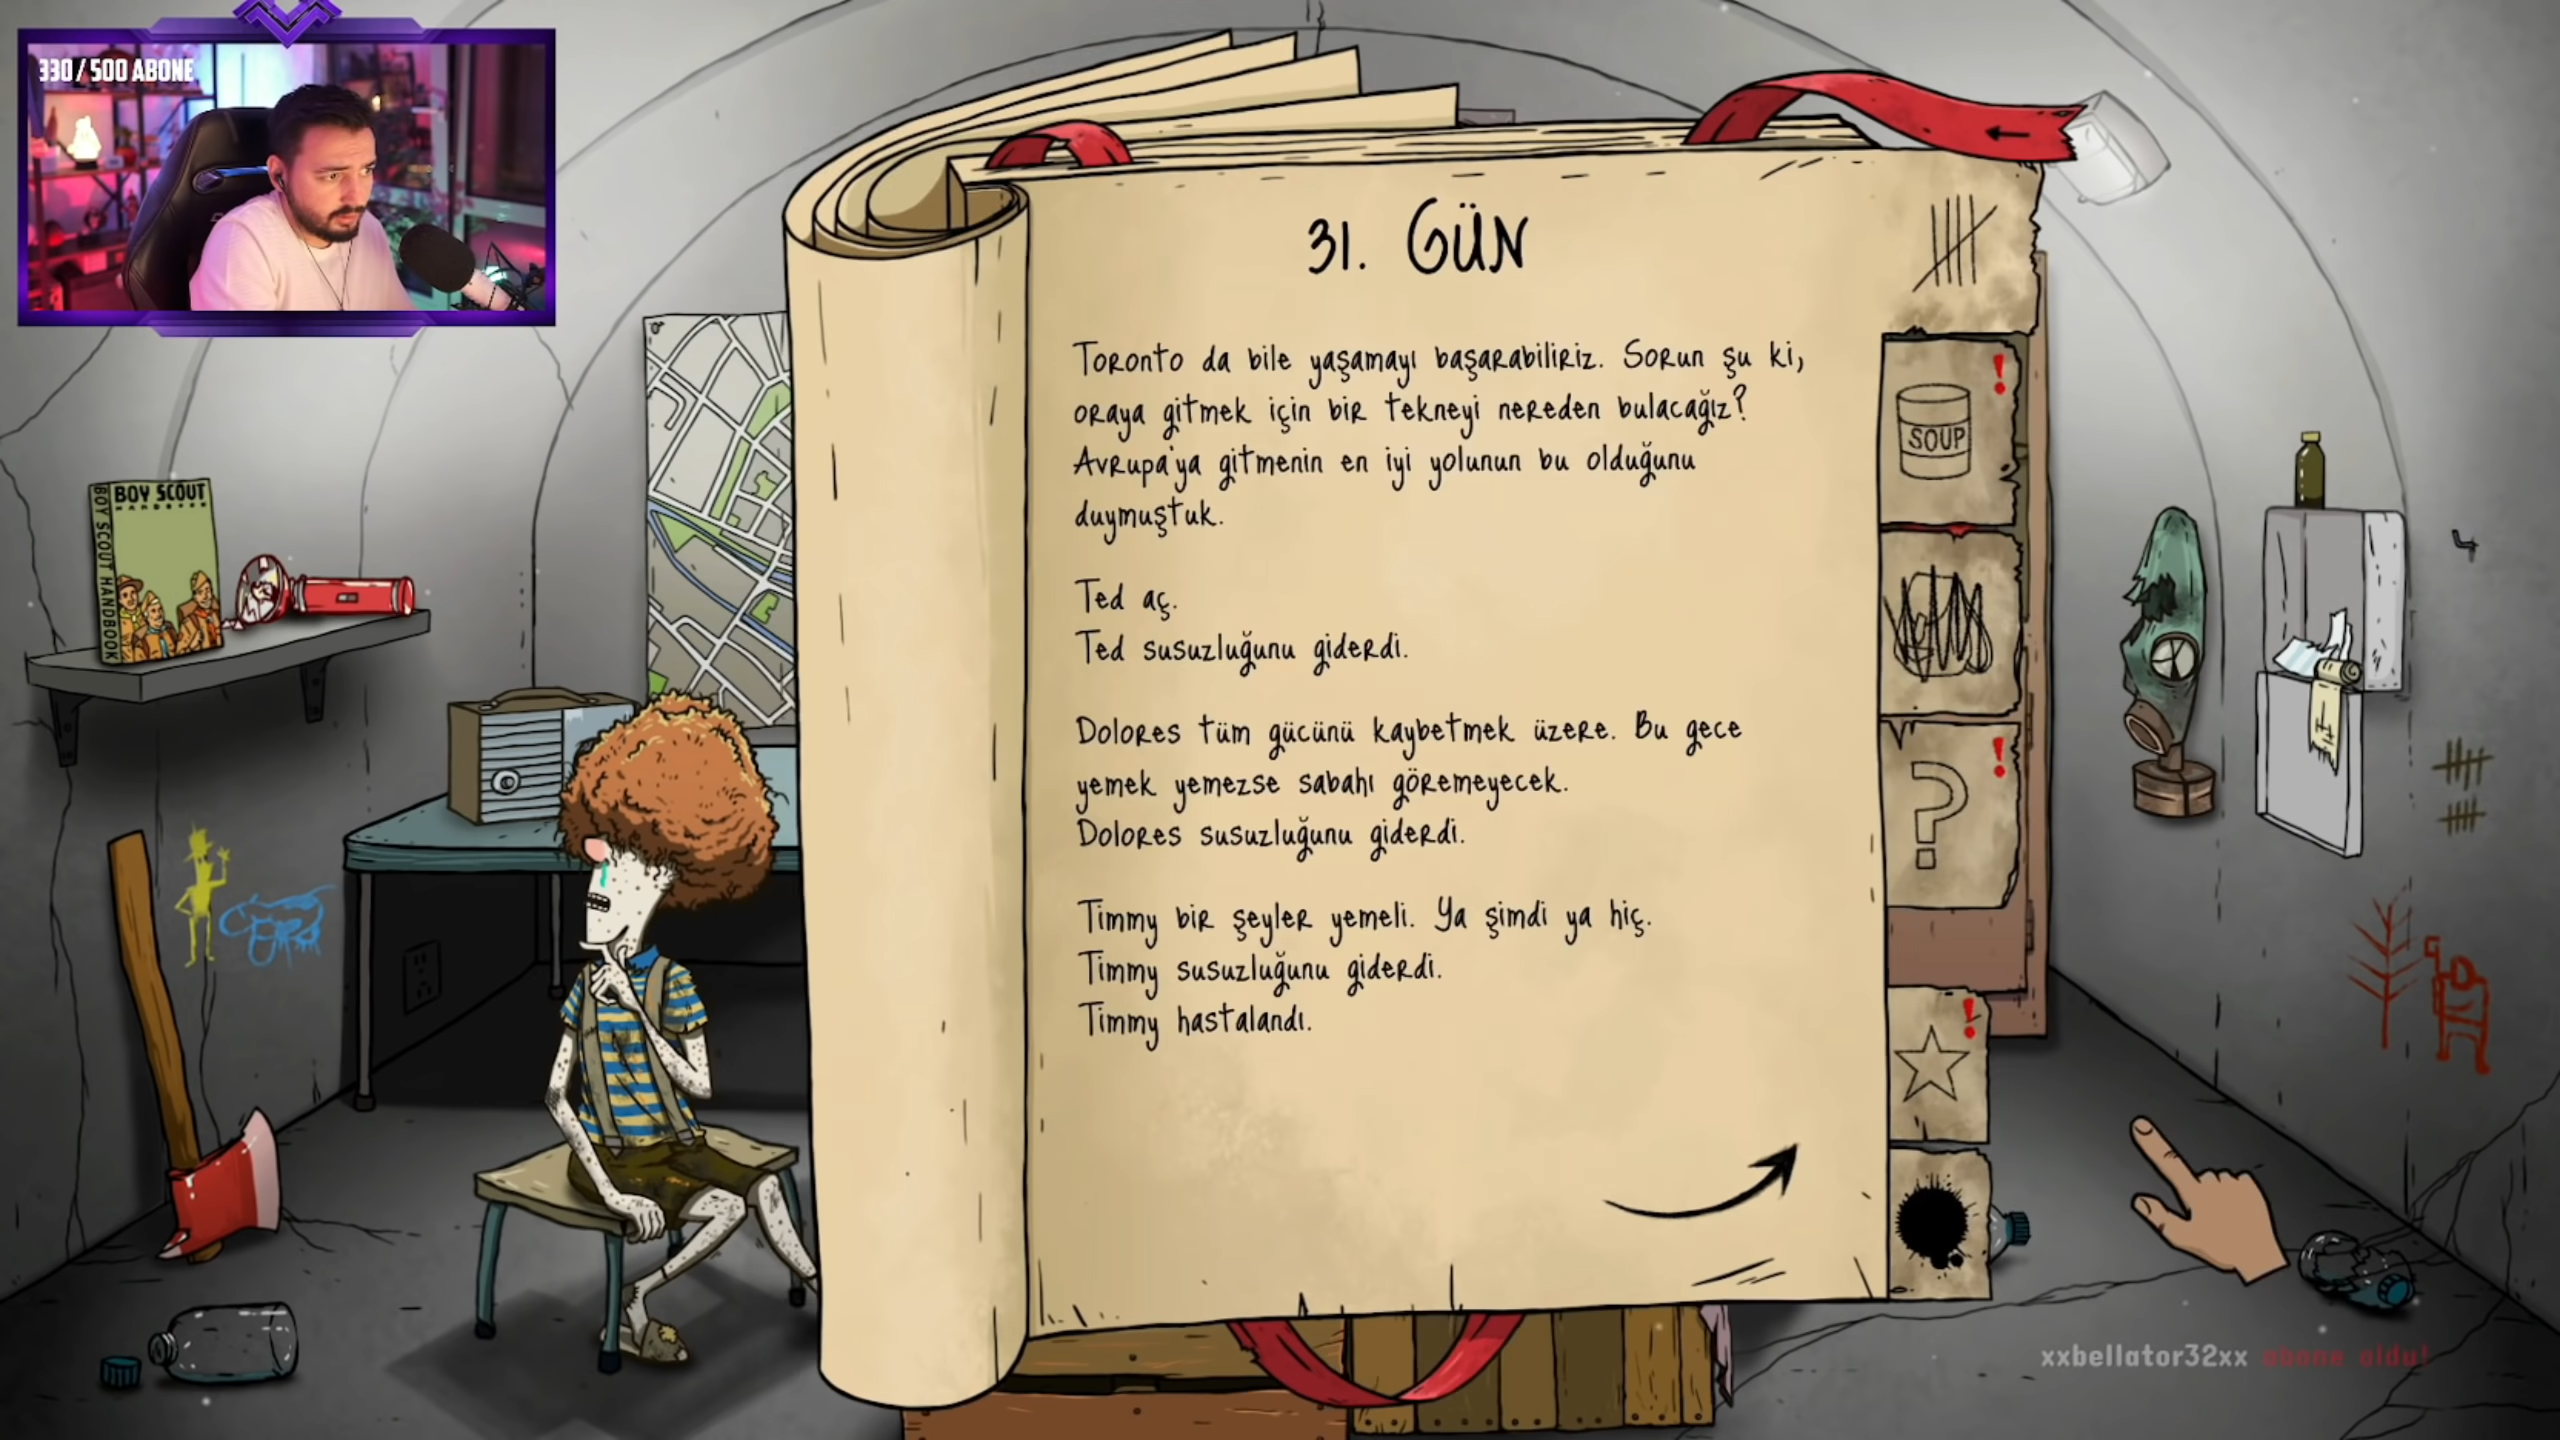 330 / 500 ABONE
31. GÜN
Toronto da bile yaşamayı başarabiliriz. Sorun şu ki,
oraya gitmek için bir tekneyi nereden bulacağız?
Avrupa'ya gitmenin en iyi yolunun bu olduğunu
duymuştuk.
Ted aç.
Ted susuzluğunu giderdi.
Dolores tüm gücünü kaybetmek üzere. Bu gece
yemek yemezse sabahı göremeyecek.
Dolores susuzluğunu giderdi.
Timmy bir şeyler yemeli. Ya şimdi ya hiç.
Timmy susuzluğunu giderdi.
Timmy hastalandı.
!
SOUP
!
?
!
BOY SCOUT
HANDBOOK
BOY SCOUT HANDBOOK
xxbellator32xx abone oldu!